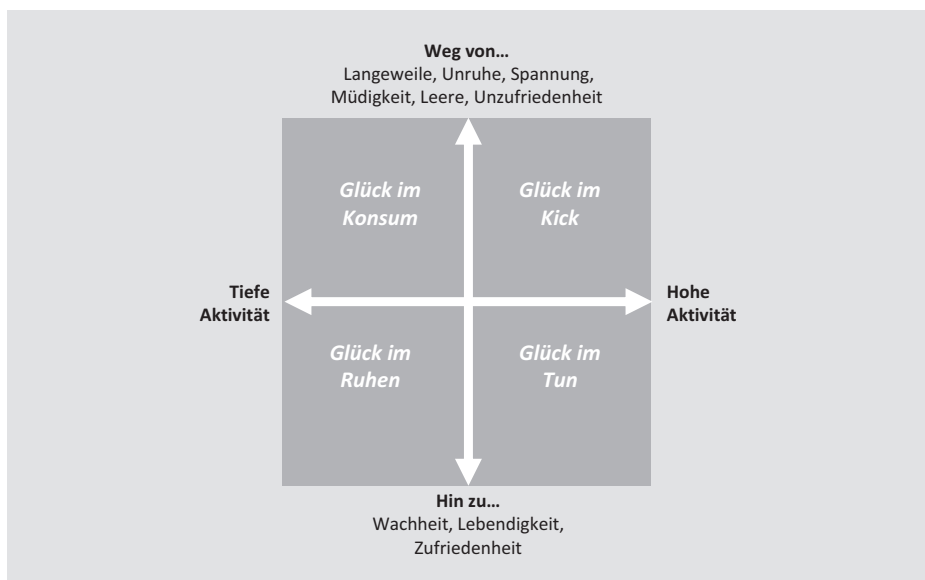 Weg von...
Langeweile, Unruhe, Spannung,
Müdigkeit, Leere, Unzufriedenheit
Glück im
Konsum
Glück im
Kick
Tiefe
Aktivität
Hohe
Aktivität
Glück im
Ruhen
Glück im
Tun
Hin zu...
Wachheit, Lebendigkeit,
Zufriedenheit